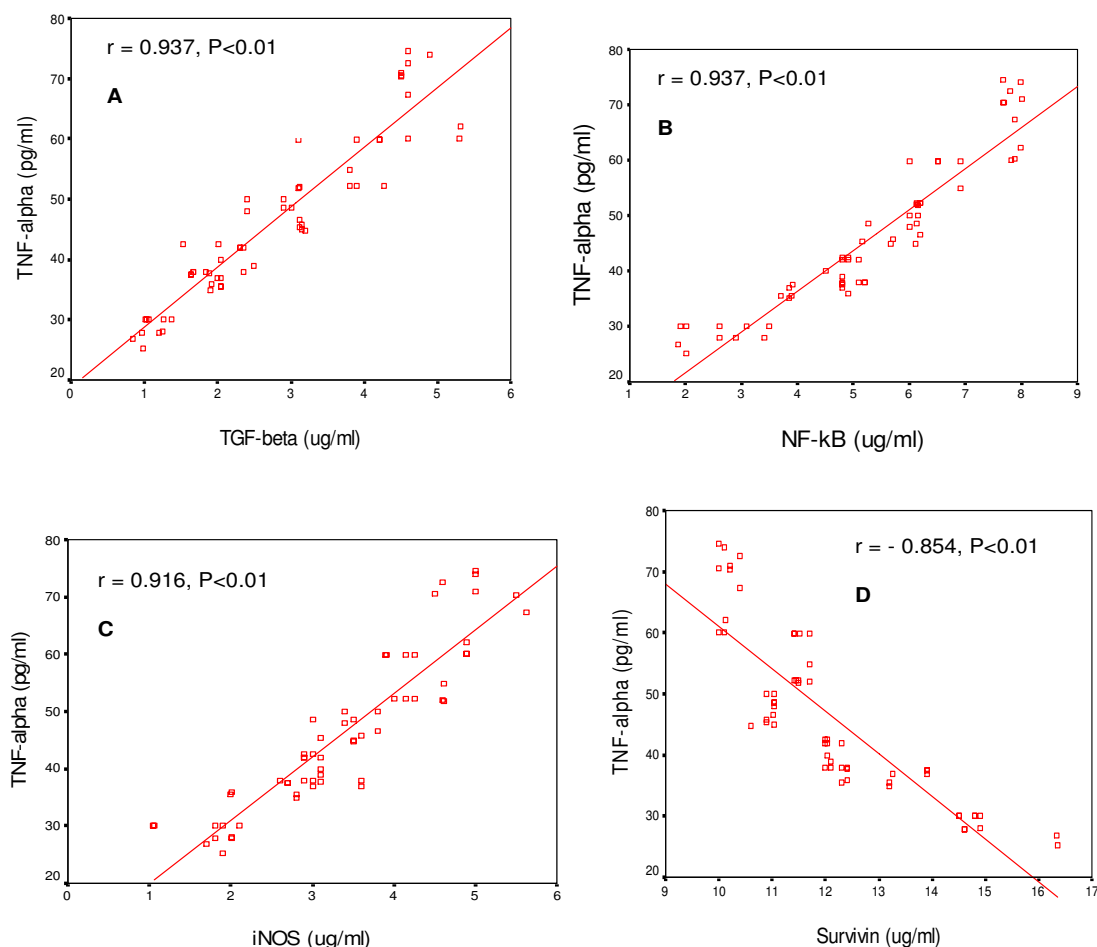 80
70
60
50
40
30
20
TNF-alpha (pg/ml)
r = 0.937, P<0.01
A
0 1 2 3 4 5 6
TGF-beta (ug/ml)
80
70
60
50
40
30
20
TNF-alpha (pg/ml)
r = 0.937, P<0.01
B
1 2 3 4 5 6 7 8 9
NF-kB (ug/ml)
80
70
60
50
40
30
20
TNF-alpha (pg/ml)
r = 0.916, P<0.01
C
0 1 2 3 4 5 6
iNOS (ug/ml)
80
70
60
50
40
30
20
TNF-alpha (pg/ml)
r = - 0.854, P<0.01
D
9 10 11 12 13 14 15 16 17
Survivin (ug/ml)